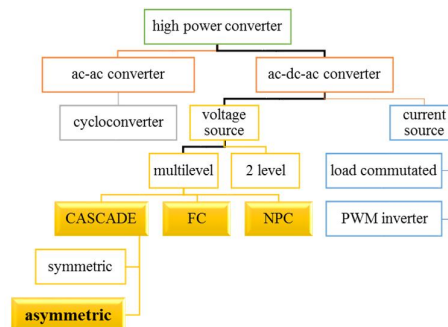 high power converter
ac-ac converter
ac-dc-ac converter
cycloconverter
voltage
source
current
source
multilevel
2 level
load commutated
CASCADE
FC
NPC
PWM inverter
symmetric
asymmetric